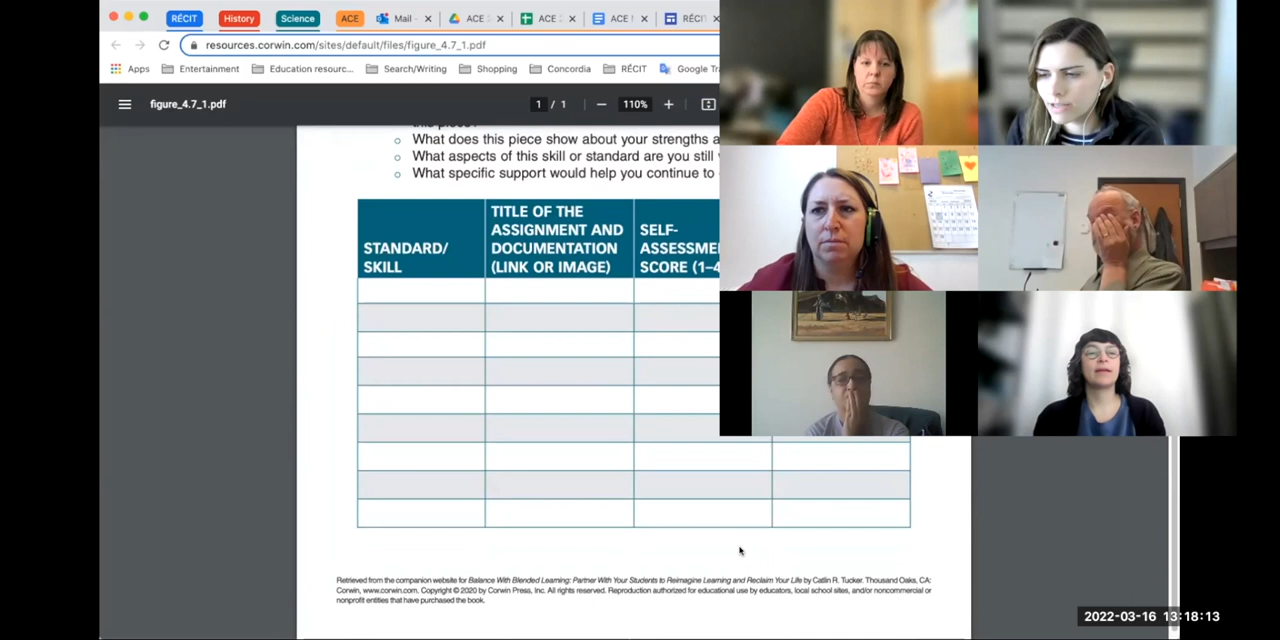 RÉCIT History Science ACE Mail - ACE ACE ACE RÉCIT
resources.corwin.com/sites/default/files/figure_4.7_1.pdf
Apps Entertainment Education resourc... Search/Writing Shopping Concordia RÉCIT Google Tra
figure_4.7_1.pdf 1 / 1 110%
What does this piece show about your strengths a
What aspects of this skill or standard are you still
What specific support would help you continue to
STANDARD/
SKILL
TITLE OF THE
ASSIGNMENT AND
DOCUMENTATION
(LINK OR IMAGE)
SELF-
ASSESSME
SCORE (1–4
Retrieved from the companion website for Balance With Blended Learning: Partner With Your Students to Reimagine Learning and Reclaim Your Life by Catlin R. Tucker. Thousand Oaks, CA:
Corwin, www.corwin.com. Copyright © 2020 by Corwin Press, Inc. All rights reserved. Reproduction authorized for educational use by educators, local school sites, and/or noncommercial or
nonprofit entities that have purchased the book.
2022-03-16 13:18:13